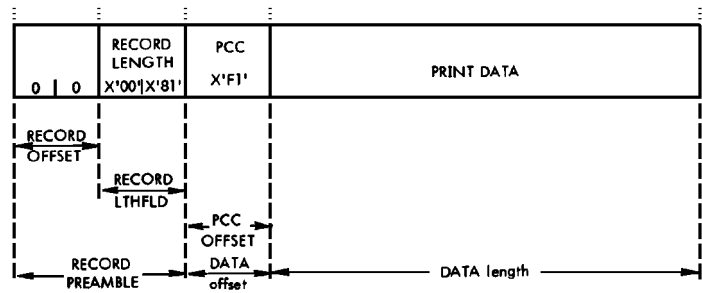 RECORD
LENGTH
X'00'|X'81'
PCC
X'F1'
PRINT DATA
0 | 0
RECORD
OFFSET
RECORD
LTHFLD
PCC
OFFSET
RECORD
PREAMBLE
DATA
offset
DATA length